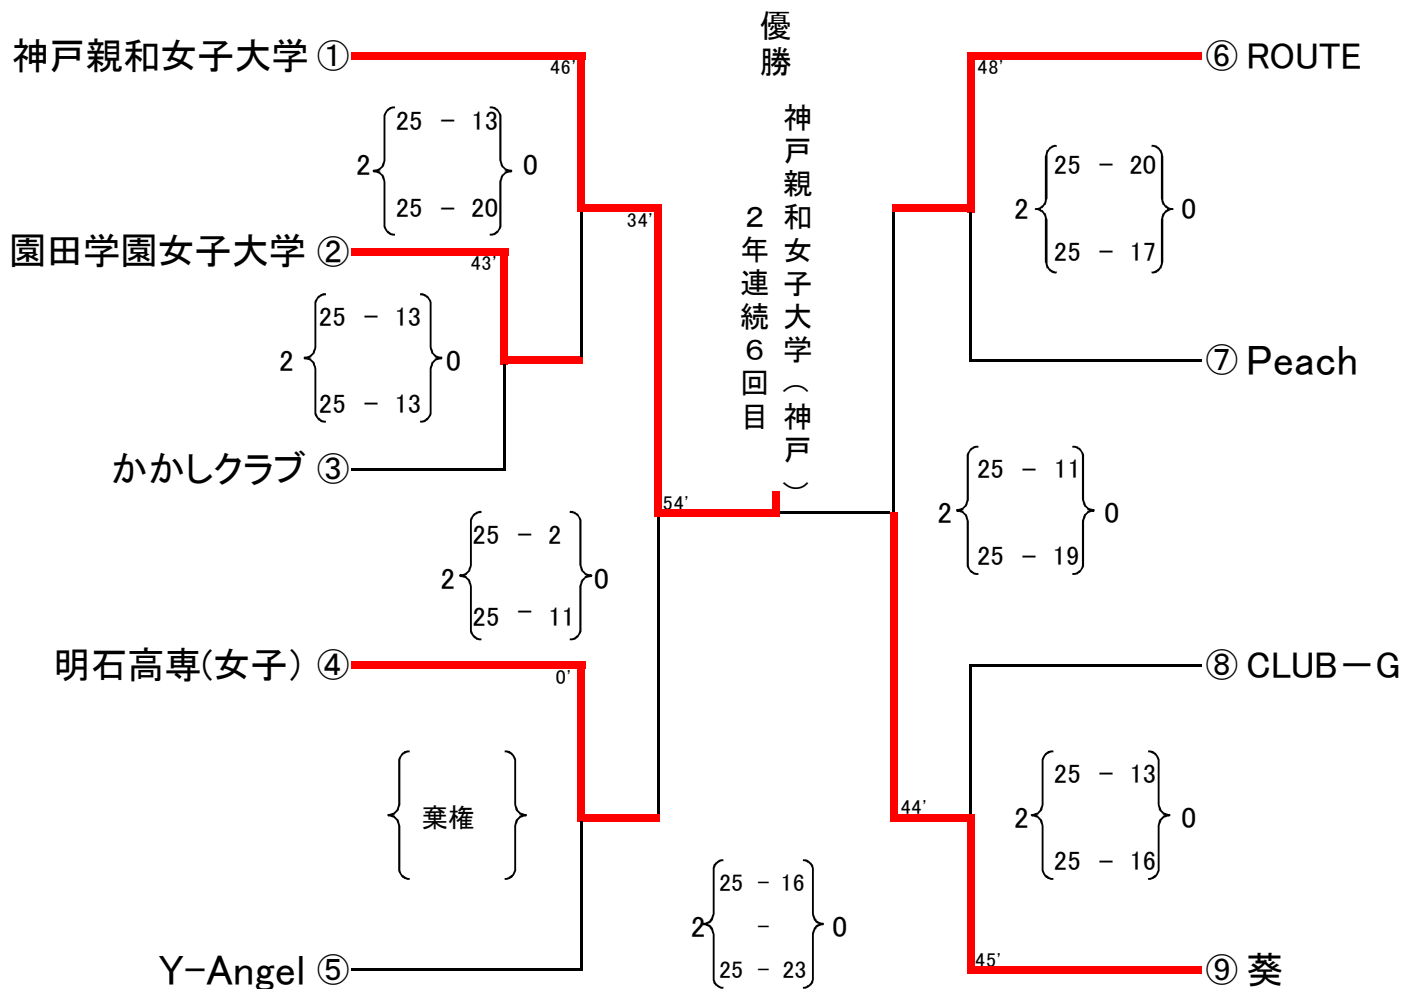 優勝
神戸親和女子大学（神戸）
２年連続６回目
神戸親和女子大学 ①
46'
2 25 － 13 0
25 － 20
34'
園田学園女子大学 ②
43'
2 25 － 13 0
25 － 13
かかしクラブ ③
54'
2 25 － 2 0
25 － 11
明石高専(女子) ④
0'
棄権
Y−Angel ⑤
2 25 － 16 0
－
25 － 23
⑥ ROUTE
48'
2 25 － 20 0
25 － 17
⑦ Peach
2 25 － 11 0
25 － 19
⑧ CLUB－G
44'
2 25 － 13 0
25 － 16
45'
⑨ 葵